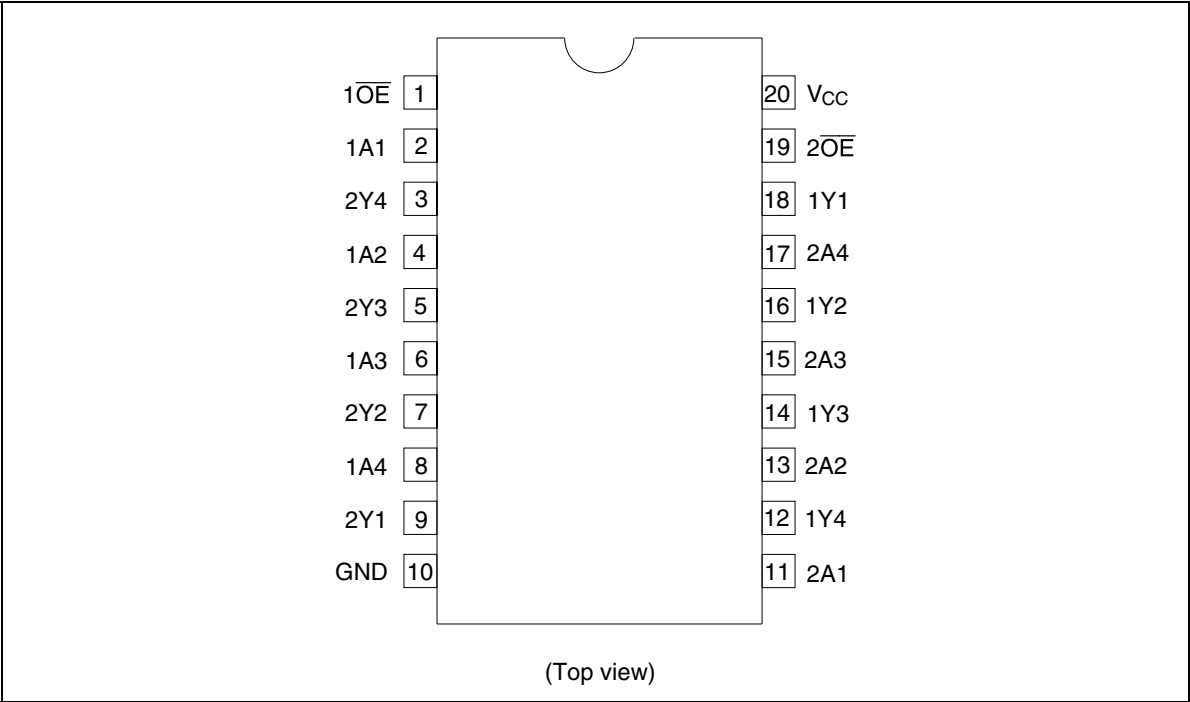 1O̅E̅ 1 20 VCC
1A1 2 19 2O̅E̅
2Y4 3 18 1Y1
1A2 4 17 2A4
2Y3 5 16 1Y2
1A3 6 15 2A3
2Y2 7 14 1Y3
1A4 8 13 2A2
2Y1 9 12 1Y4
GND 10 11 2A1
(Top view)